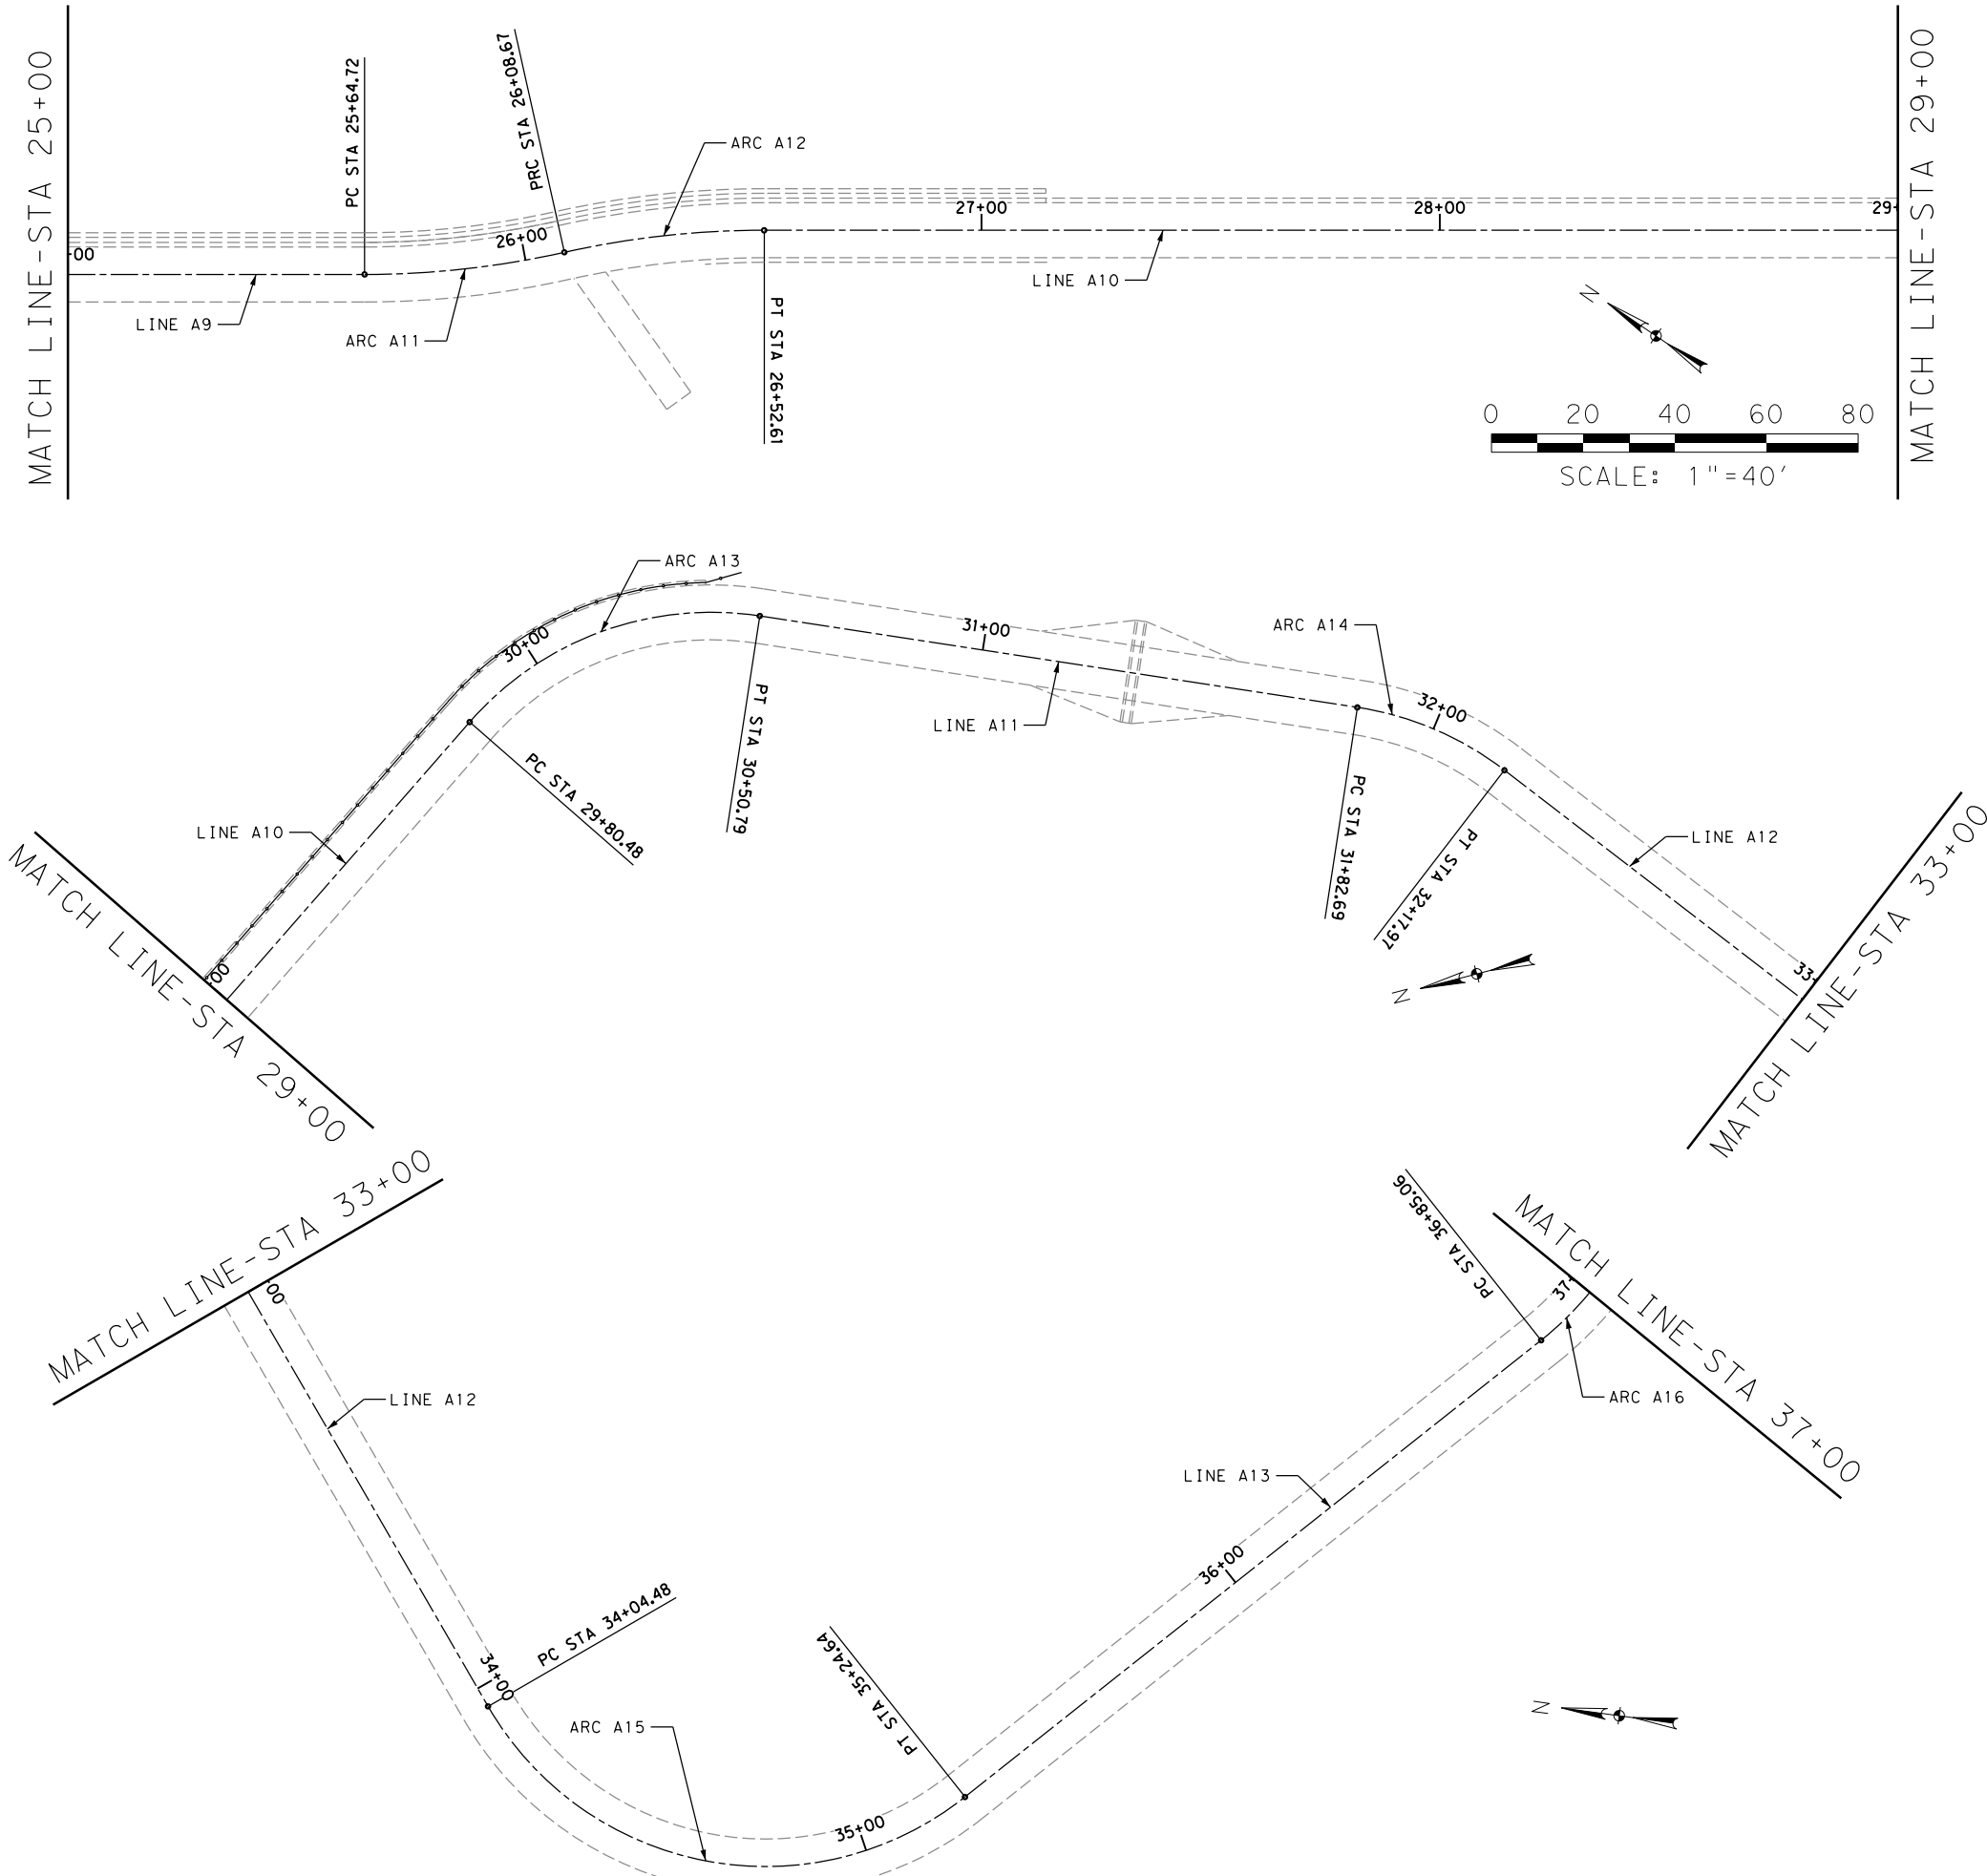 MATCH LINE-STA 25+00
PC STA 25+64.72
PRC STA 26+08.67
ARC A12
MATCH LINE-STA 29+00
+00
26+00
27+00
28+00
29+
LINE A9
ARC A11
PT STA 26+52.61
LINE A10
N
0 20 40 60 80
SCALE: 1"=40'
ARC A13
30+00
31+00
ARC A14
32+00
LINE A11
PC STA 29+80.48
PT STA 30+50.79
PC STA 31+82.69
PT STA 32+17.97
LINE A10
LINE A12
+00
33+
N
MATCH LINE-STA 29+00
MATCH LINE-STA 33+00
MATCH LINE-STA 33+00
+00
LINE A12
PC STA 36+85.06
MATCH LINE-STA 37+00
37+
ARC A16
LINE A13
36+00
PC STA 34+04.48
34+00
PT STA 35+24.64
ARC A15
35+00
N